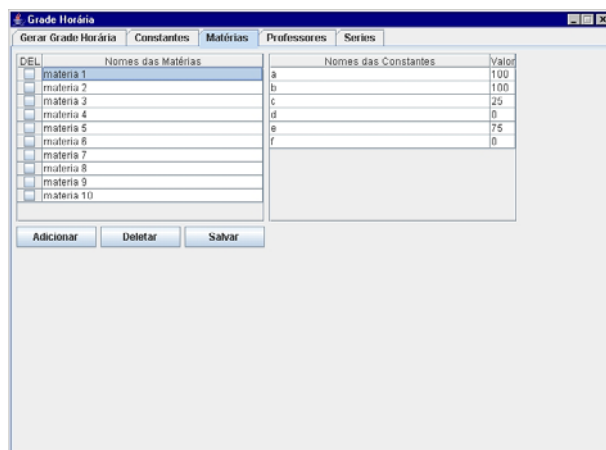 Grade Horária
Gerar Grade Horária Constantes Matérias Professores Series
DEL Nomes das Matérias Nomes das Constantes Valor
materia 1 a 100
materia 2 b 100
materia 3 c 25
materia 4 d 0
materia 5 e 75
materia 6 f 0
materia 7
materia 8
materia 9
materia 10
Adicionar Deletar Salvar